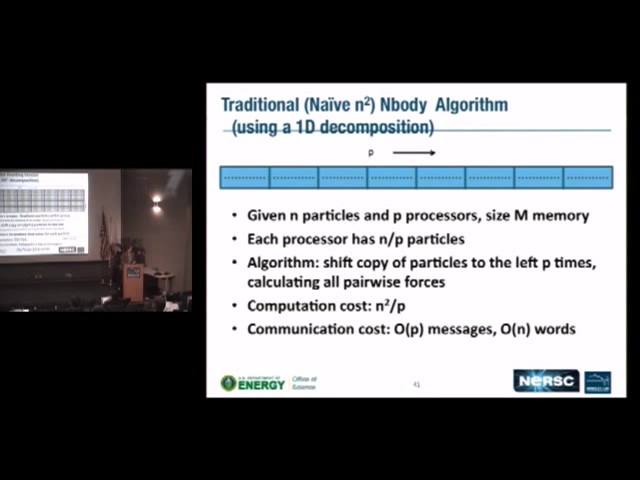 Traditional (Naïve n²) Nbody Algorithm
(using a 1D decomposition)
p
• Given n particles and p processors, size M memory
• Each processor has n/p particles
• Algorithm: shift copy of particles to the left p times,
calculating all pairwise forces
• Computation cost: n²/p
• Communication cost: O(p) messages, O(n) words
U.S. DEPARTMENT OF
ENERGY
Office of
Science
41
NERSC